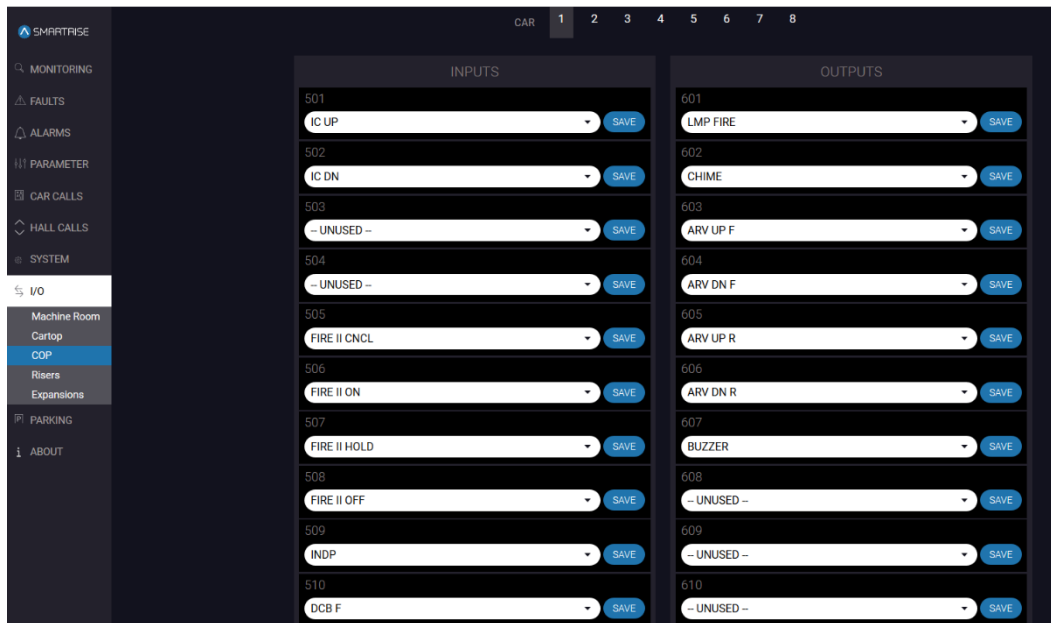 SMARTRISE
CAR 1 2 3 4 5 6 7 8
MONITORING
FAULTS
ALARMS
PARAMETER
CAR CALLS
HALL CALLS
SYSTEM
I/O
Machine Room
Cartop
COP
Risers
Expansions
PARKING
ABOUT
INPUTS
501
IC UP SAVE
502
IC DN SAVE
503
-- UNUSED -- SAVE
504
-- UNUSED -- SAVE
505
FIRE II CNCL SAVE
506
FIRE II ON SAVE
507
FIRE II HOLD SAVE
508
FIRE II OFF SAVE
509
INDP SAVE
510
DCB F SAVE
OUTPUTS
601
LMP FIRE SAVE
602
CHIME SAVE
603
ARV UP F SAVE
604
ARV DN F SAVE
605
ARV UP R SAVE
606
ARV DN R SAVE
607
BUZZER SAVE
608
-- UNUSED -- SAVE
609
-- UNUSED -- SAVE
610
-- UNUSED -- SAVE